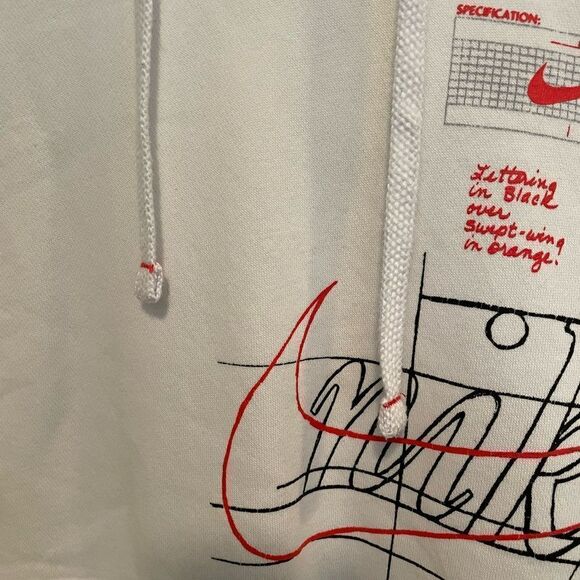 SPECIFICATION:
Lettering
in Black
over
swept-wing
in orange.